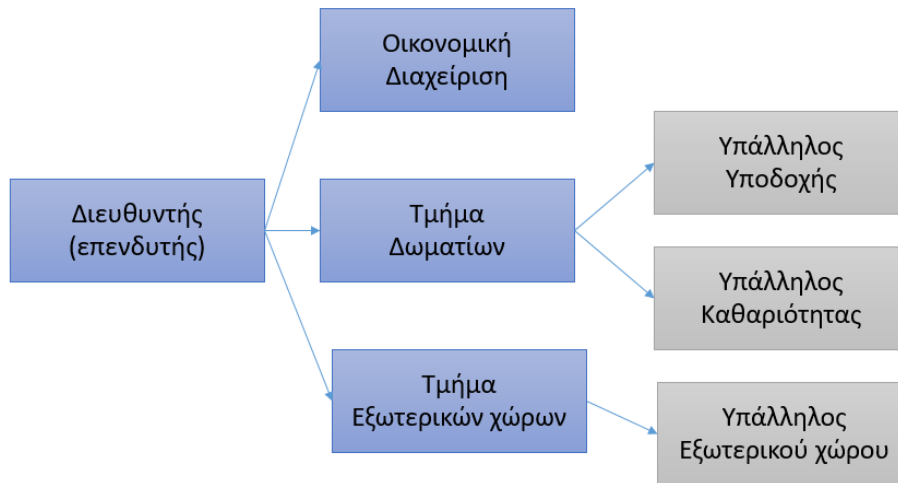 Οικονομική
Διαχείριση
Υπάλληλος
Υποδοχής
Διευθυντής
(επενδυτής)
Τμήμα
Δωματίων
Υπάλληλος
Καθαριότητας
Τμήμα
Εξωτερικών χώρων
Υπάλληλος
Εξωτερικού χώρου